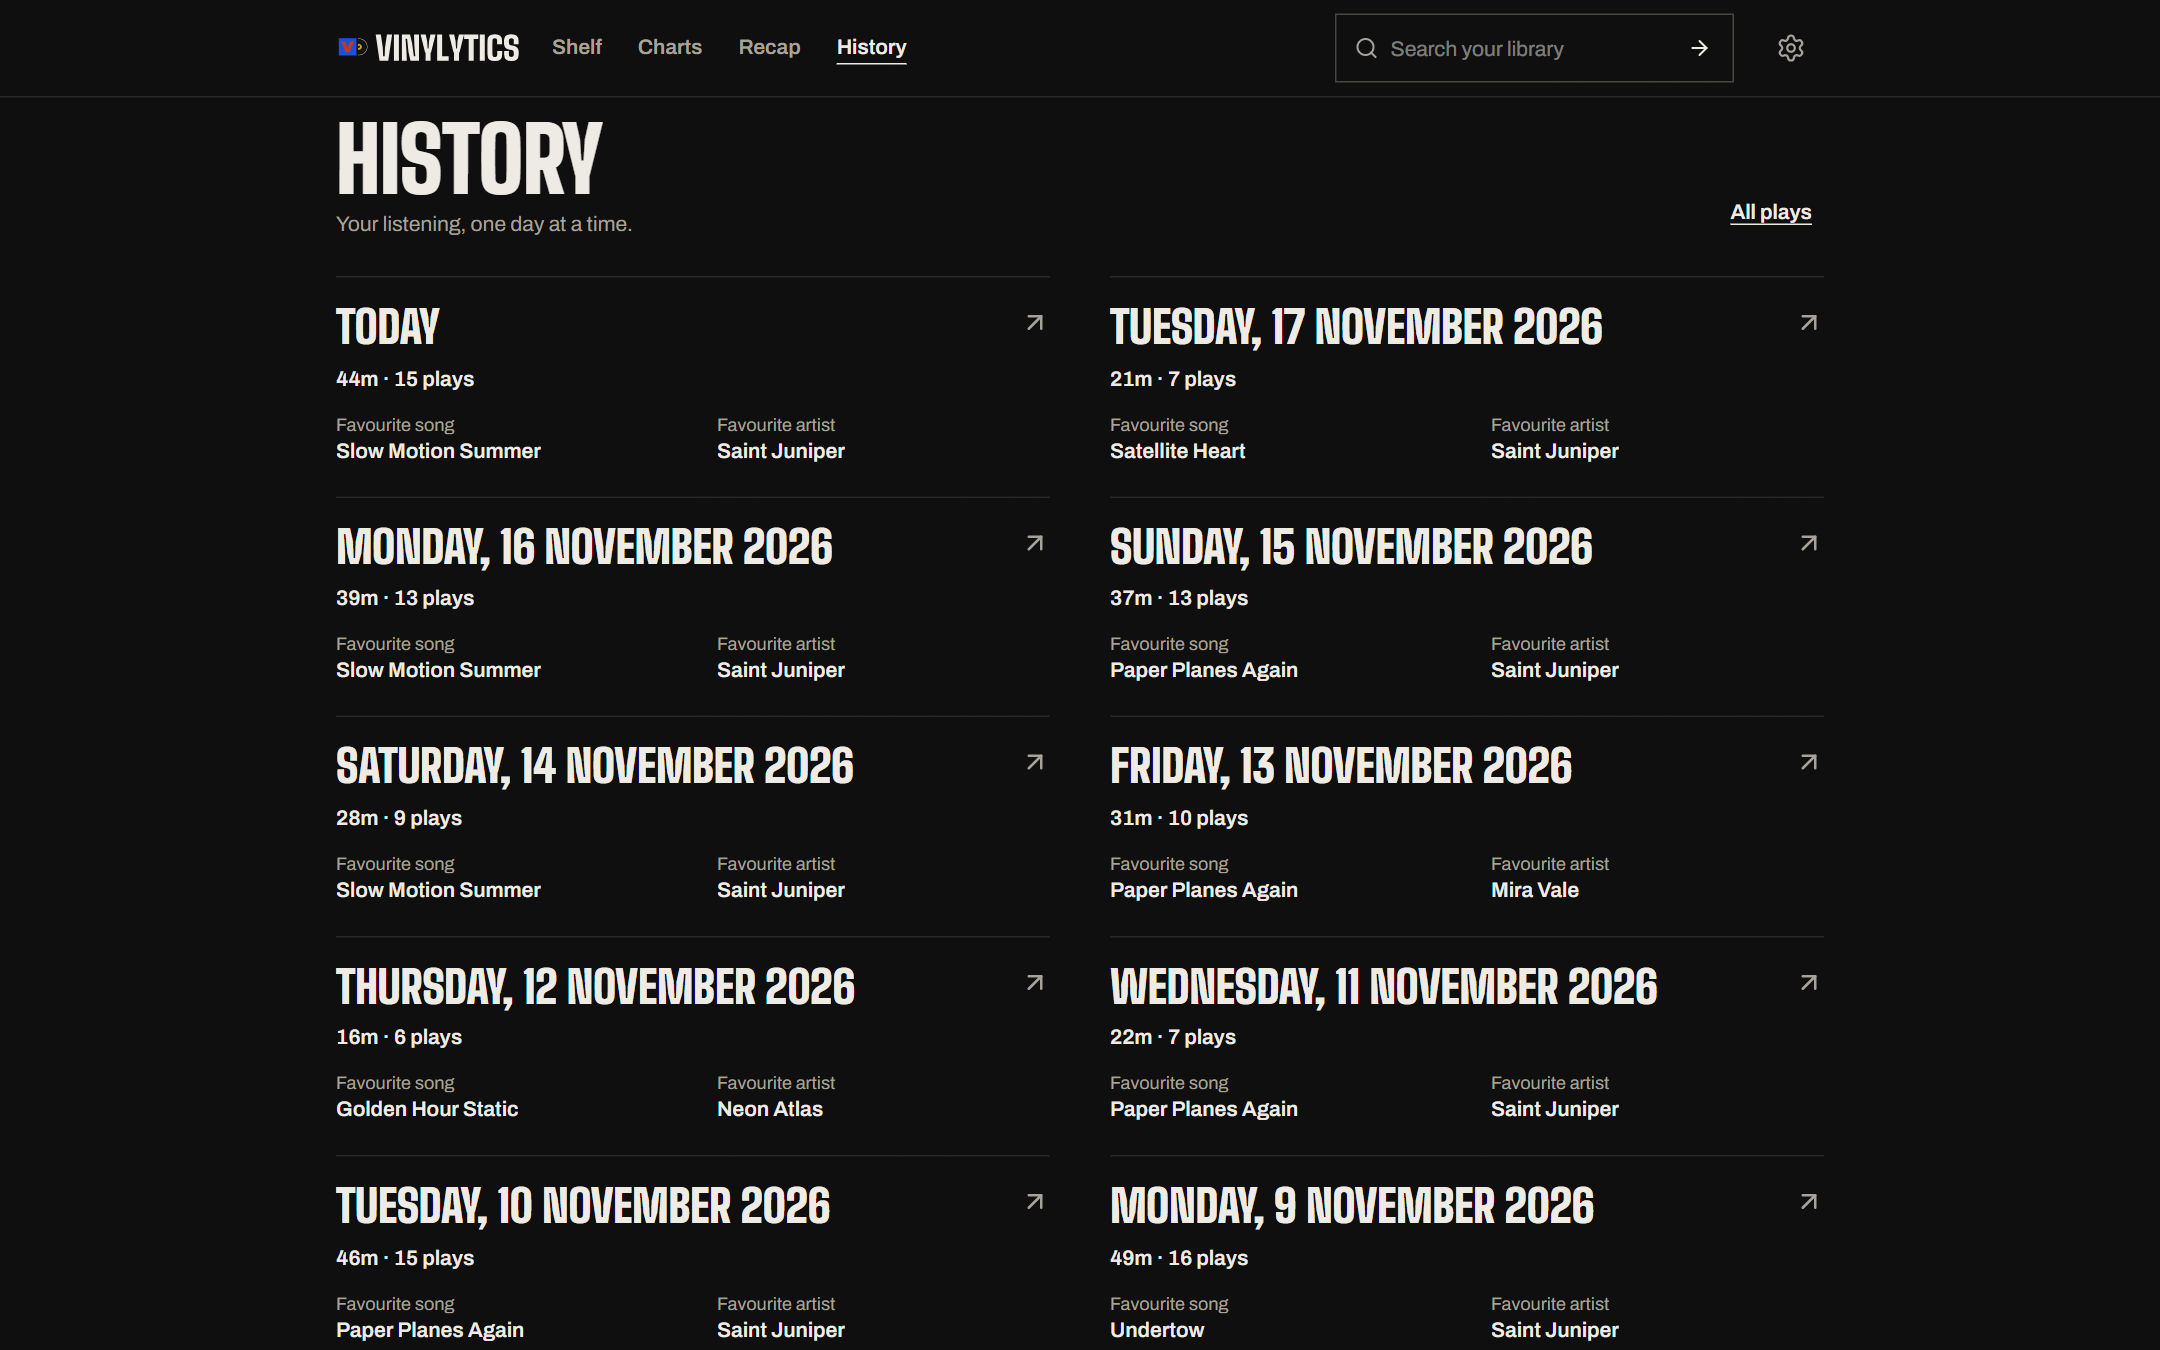 VINYLYTICS Shelf Charts Recap History Search your library
HISTORY
Your listening, one day at a time.
All plays
TODAY
44m · 15 plays
Favourite song Favourite artist
Slow Motion Summer Saint Juniper
TUESDAY, 17 NOVEMBER 2026
21m · 7 plays
Favourite song Favourite artist
Satellite Heart Saint Juniper
MONDAY, 16 NOVEMBER 2026
39m · 13 plays
Favourite song Favourite artist
Slow Motion Summer Saint Juniper
SUNDAY, 15 NOVEMBER 2026
37m · 13 plays
Favourite song Favourite artist
Paper Planes Again Saint Juniper
SATURDAY, 14 NOVEMBER 2026
28m · 9 plays
Favourite song Favourite artist
Slow Motion Summer Saint Juniper
FRIDAY, 13 NOVEMBER 2026
31m · 10 plays
Favourite song Favourite artist
Paper Planes Again Mira Vale
THURSDAY, 12 NOVEMBER 2026
16m · 6 plays
Favourite song Favourite artist
Golden Hour Static Neon Atlas
WEDNESDAY, 11 NOVEMBER 2026
22m · 7 plays
Favourite song Favourite artist
Paper Planes Again Saint Juniper
TUESDAY, 10 NOVEMBER 2026
46m · 15 plays
Favourite song Favourite artist
Paper Planes Again Saint Juniper
MONDAY, 9 NOVEMBER 2026
49m · 16 plays
Favourite song Favourite artist
Undertow Saint Juniper